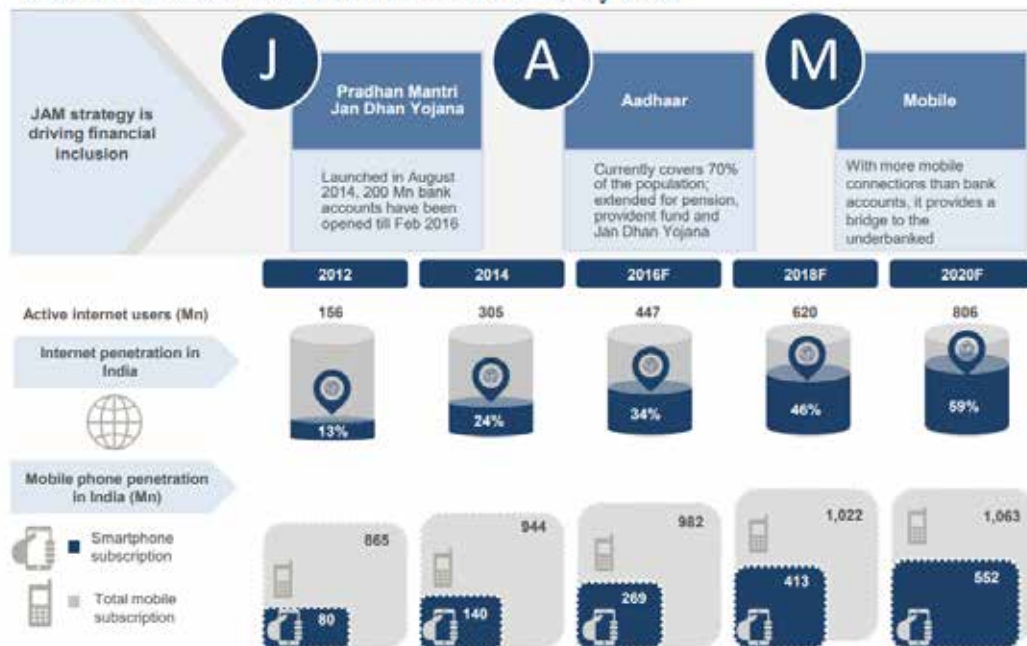 J
A
M
JAM strategy is
driving financial
inclusion
Pradhan Mantri
Jan Dhan Yojana
Launched in August
2014, 200 Mn bank
accounts have been
opened till Feb 2016
Aadhaar
Currently covers 70%
of the population;
extended for pension,
provident fund and
Jan Dhan Yojana
Mobile
With more mobile
connections than bank
accounts, it provides a
bridge to the
underbanked
2012 2014 2016F 2018F 2020F
Active internet users (Mn) 156 305 447 620 806
Internet penetration in
India
13% 24% 34% 46% 59%
Mobile phone penetration
in India (Mn)
Smartphone
subscription
Total mobile
subscription
865 944 982 1,022 1,063
80 140 269 413 552